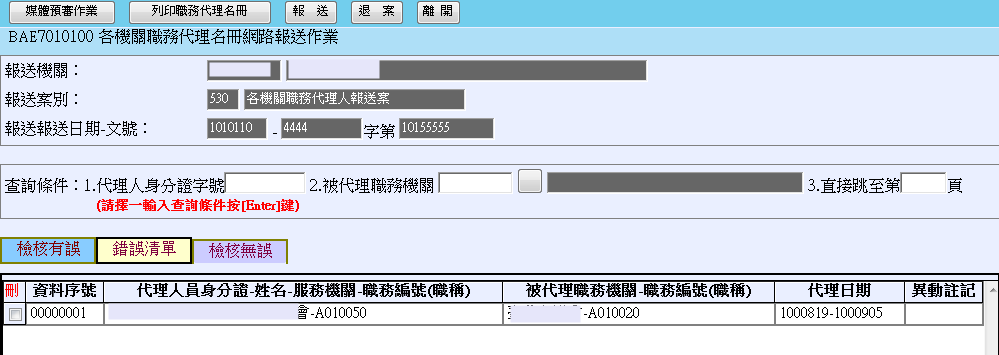 媒體預審作業 列印職務代理名冊 報 送 退 案 離 開
BAE7010100 各機關職務代理名冊網路報送作業
報送機關：
報送案別： 530 各機關職務代理人報送案
報送報送日期-文號： 1010110 - 4444 字第 10155555
查詢條件：1.代理人身分證字號 2.被代理職務機關 3.直接跳至第 頁
(請擇一輸入查詢條件按[Enter]鍵)
檢核有誤 錯誤清單 檢核無誤
刪 資料序號 代理人員身分證-姓名-服務機關-職務編號(職稱) 被代理職務機關-職務編號(職稱) 代理日期 異動註記
00000001 會-A010050 -A010020 1000819-1000905